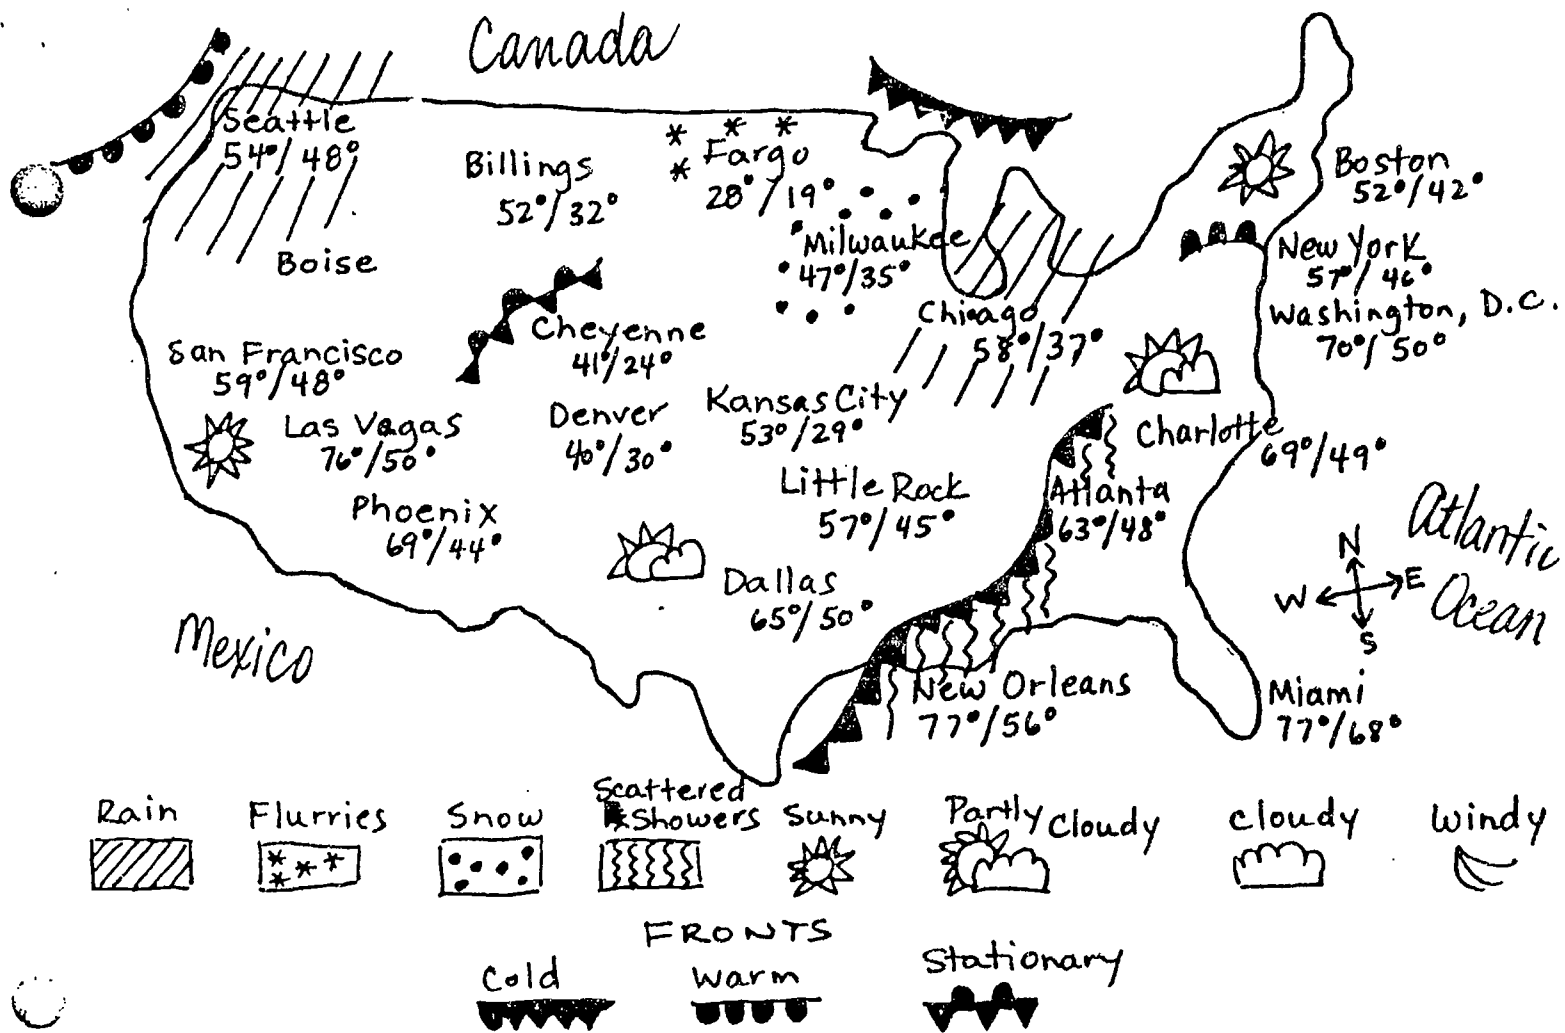 Canada
Seattle
54°/48°
Billings
52°/32°
Fargo
28°/19°
Boston
52°/42°
Boise
Milwaukee
47°/35°
New York
57°/46°
Washington, D.C.
70°/50°
Chicago
58°/37°
San Francisco
59°/48°
Cheyenne
41°/24°
Las Vagas
76°/50°
Denver
40°/30°
Kansas City
53°/29°
Charlotte
69°/49°
Phoenix
69°/44°
Little Rock
57°/45°
Atlanta
63°/48°
Atlantic
Ocean
N
W E
S
Dallas
65°/50°
Mexico
New Orleans
77°/56°
Miami
77°/68°
Rain
Flurries
Snow
Scattered
Showers
Sunny
Partly Cloudy
Cloudy
Windy
FRONTS
Cold
Warm
Stationary